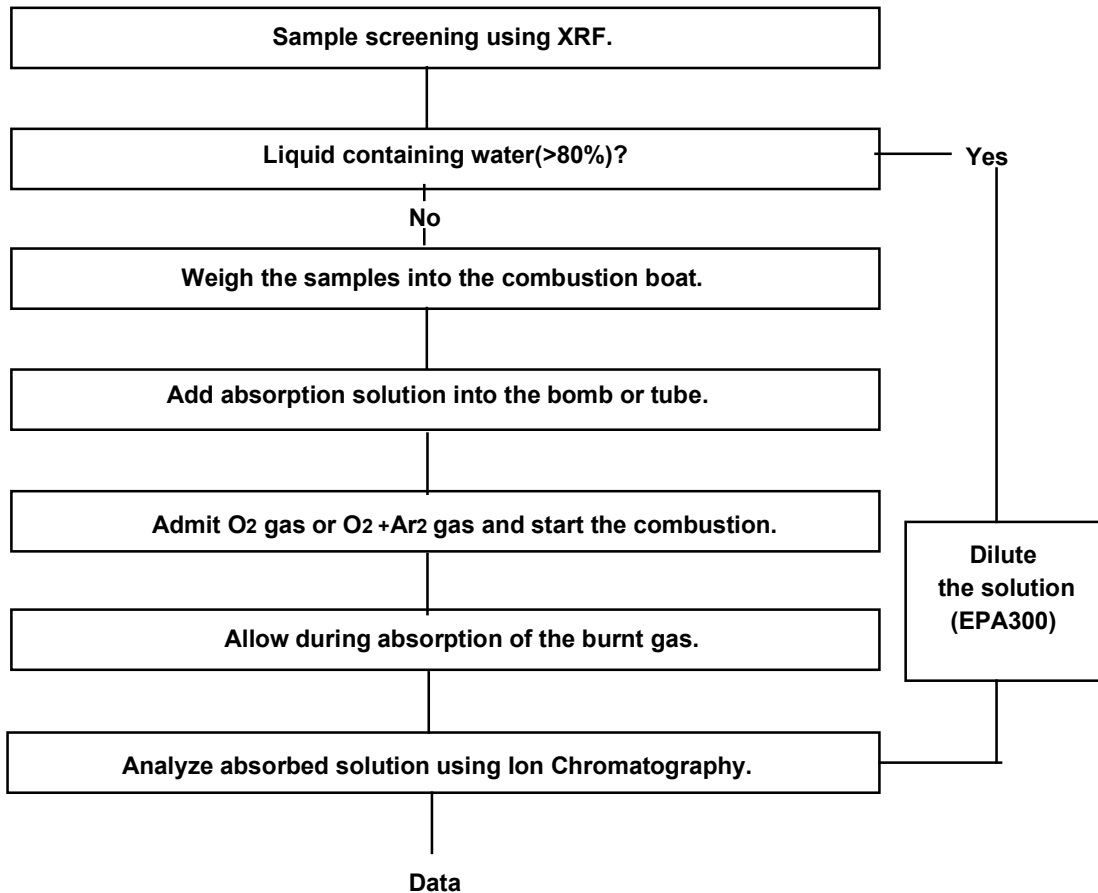 Sample screening using XRF.
Liquid containing water(>80%)?
Yes
No
Weigh the samples into the combustion boat.
Add absorption solution into the bomb or tube.
Admit O2 gas or O2 +Ar2 gas and start the combustion.
Dilute
the solution
(EPA300)
Allow during absorption of the burnt gas.
Analyze absorbed solution using Ion Chromatography.
Data